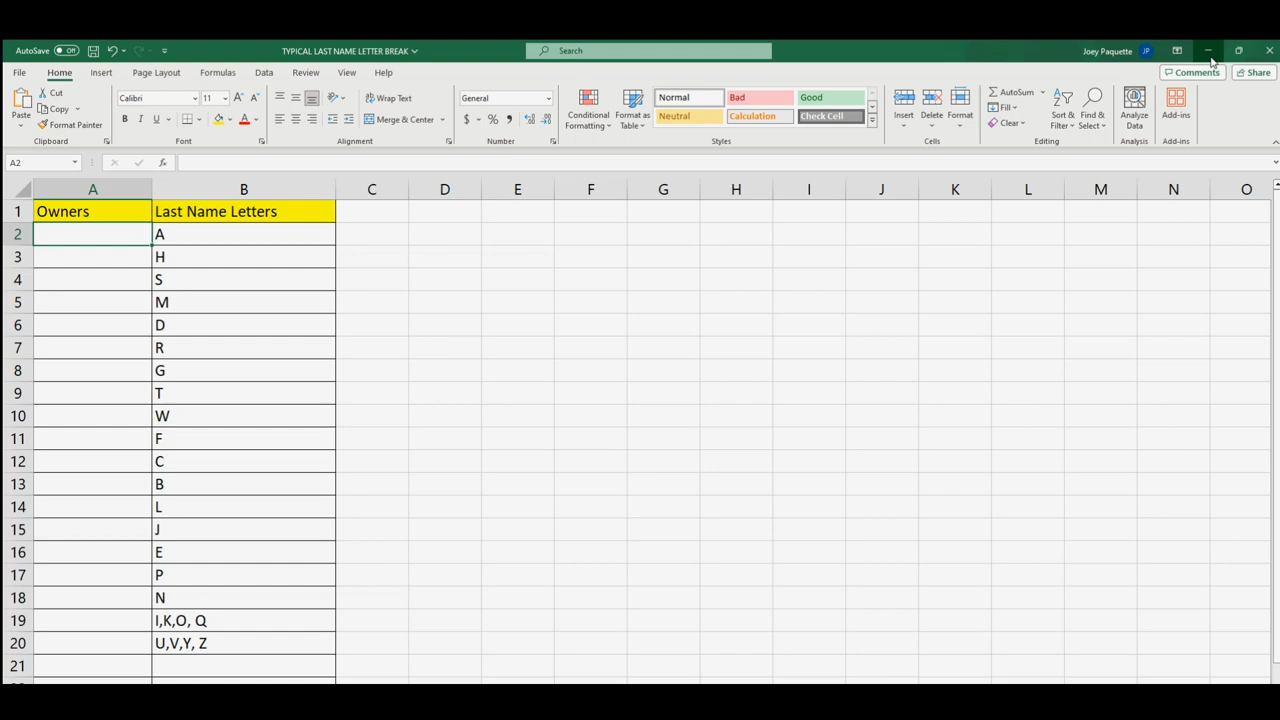 AutoSave Off TYPICAL LAST NAME LETTER BREAK Search Joey Paquette JP
File Home Insert Page Layout Formulas Data Review View Help Comments Share
Paste Cut Copy Format Painter Clipboard
Calibri 11 A A B I U A Font
Wrap Text Merge & Center Alignment
General $ % Number
Conditional Formatting Format as Table Normal Bad Good Neutral Calculation Check Cell Styles
Insert Delete Format Cells
AutoSum Fill Clear Sort & Filter Find & Select Editing
Analyze Data Analysis
Add-ins Add-ins
A2 fx
A B C D E F G H I J K L M N O
1 Owners Last Name Letters
2 A
3 H
4 S
5 M
6 D
7 R
8 G
9 T
10 W
11 F
12 C
13 B
14 L
15 J
16 E
17 P
18 N
19 I,K,O, Q
20 U,V,Y, Z
21